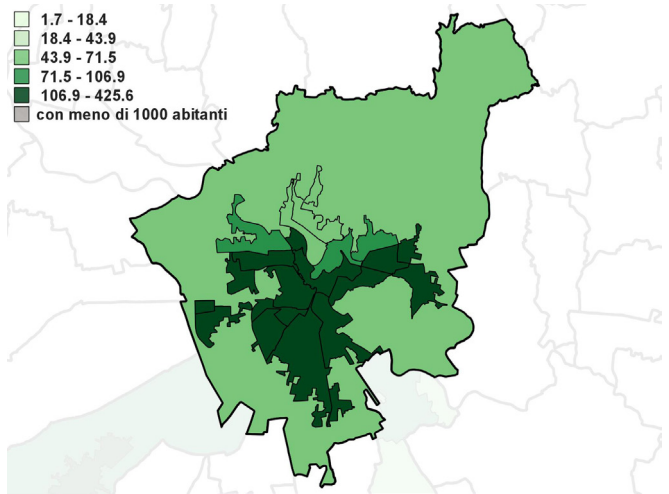 1.7 - 18.4
18.4 - 43.9
43.9 - 71.5
71.5 - 106.9
106.9 - 425.6
con meno di 1000 abitanti